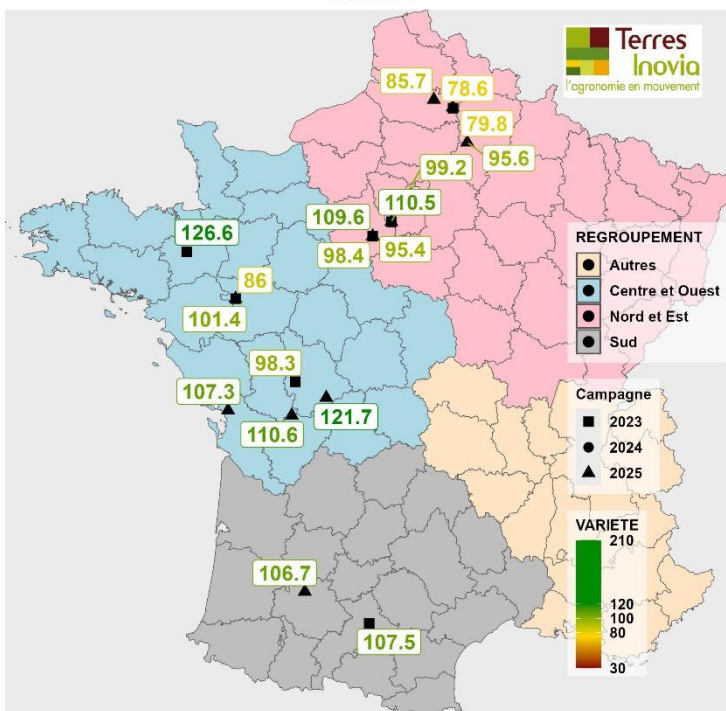 Terres
Inovia
l'agronomie en mouvement
85.7
78.6
79.8
95.6
99.2
110.5
109.6
98.4
95.4
126.6
86
101.4
98.3
107.3
110.6
121.7
106.7
107.5
REGROUPEMENT
Autres
Centre et Ouest
Nord et Est
Sud
Campagne
2023
2024
2025
VARIETE
210
120
100
80
30